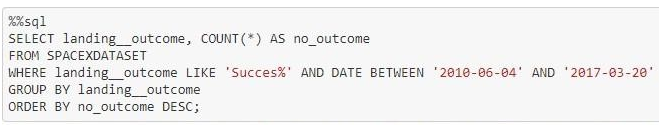 %%sql
SELECT landing__outcome, COUNT(*) AS no_outcome
FROM SPACEXDATASET
WHERE landing__outcome LIKE 'Succes%' AND DATE BETWEEN '2010-06-04' AND '2017-03-20'
GROUP BY landing__outcome
ORDER BY no_outcome DESC;